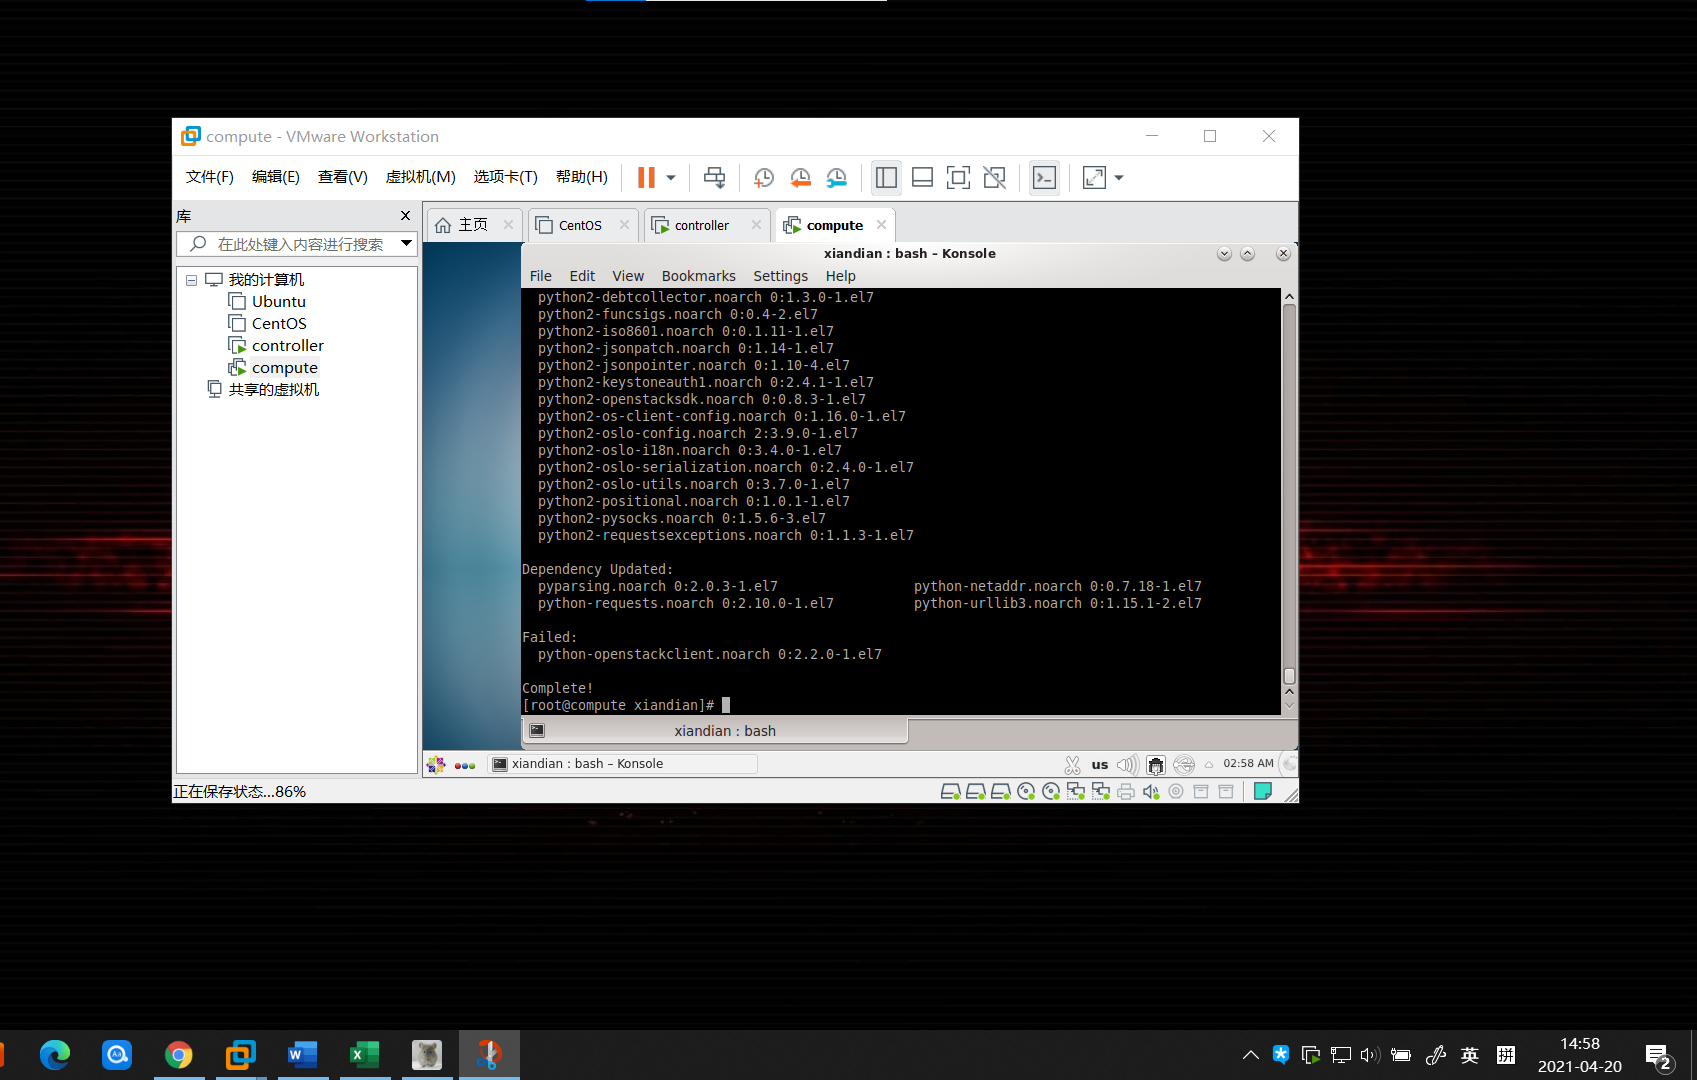 compute - VMware Workstation
文件(F) 编辑(E) 查看(V) 虚拟机(M) 选项卡(T) 帮助(H)
库
在此处键入内容进行搜索
我的计算机
Ubuntu
CentOS
controller
compute
共享的虚拟机
主页 CentOS controller compute
xiandian : bash – Konsole
File Edit View Bookmarks Settings Help
python2-debtcollector.noarch 0:1.3.0-1.el7
python2-funcsigs.noarch 0:0.4-2.el7
python2-iso8601.noarch 0:0.1.11-1.el7
python2-jsonpatch.noarch 0:1.14-1.el7
python2-jsonpointer.noarch 0:1.10-4.el7
python2-keystoneauth1.noarch 0:2.4.1-1.el7
python2-openstacksdk.noarch 0:0.8.3-1.el7
python2-os-client-config.noarch 0:1.16.0-1.el7
python2-oslo-config.noarch 2:3.9.0-1.el7
python2-oslo-i18n.noarch 0:3.4.0-1.el7
python2-oslo-serialization.noarch 0:2.4.0-1.el7
python2-oslo-utils.noarch 0:3.7.0-1.el7
python2-positional.noarch 0:1.0.1-1.el7
python2-pysocks.noarch 0:1.5.6-3.el7
python2-requestsexceptions.noarch 0:1.1.3-1.el7
Dependency Updated:
pyparsing.noarch 0:2.0.3-1.el7 python-netaddr.noarch 0:0.7.18-1.el7
python-requests.noarch 0:2.10.0-1.el7 python-urllib3.noarch 0:1.15.1-2.el7
Failed:
python-openstackclient.noarch 0:2.2.0-1.el7
Complete!
[root@compute xiandian]#
xiandian : bash
xiandian : bash – Konsole us 02:58 AM
正在保存状态...86%
英 拼 14:58
2021-04-20
2